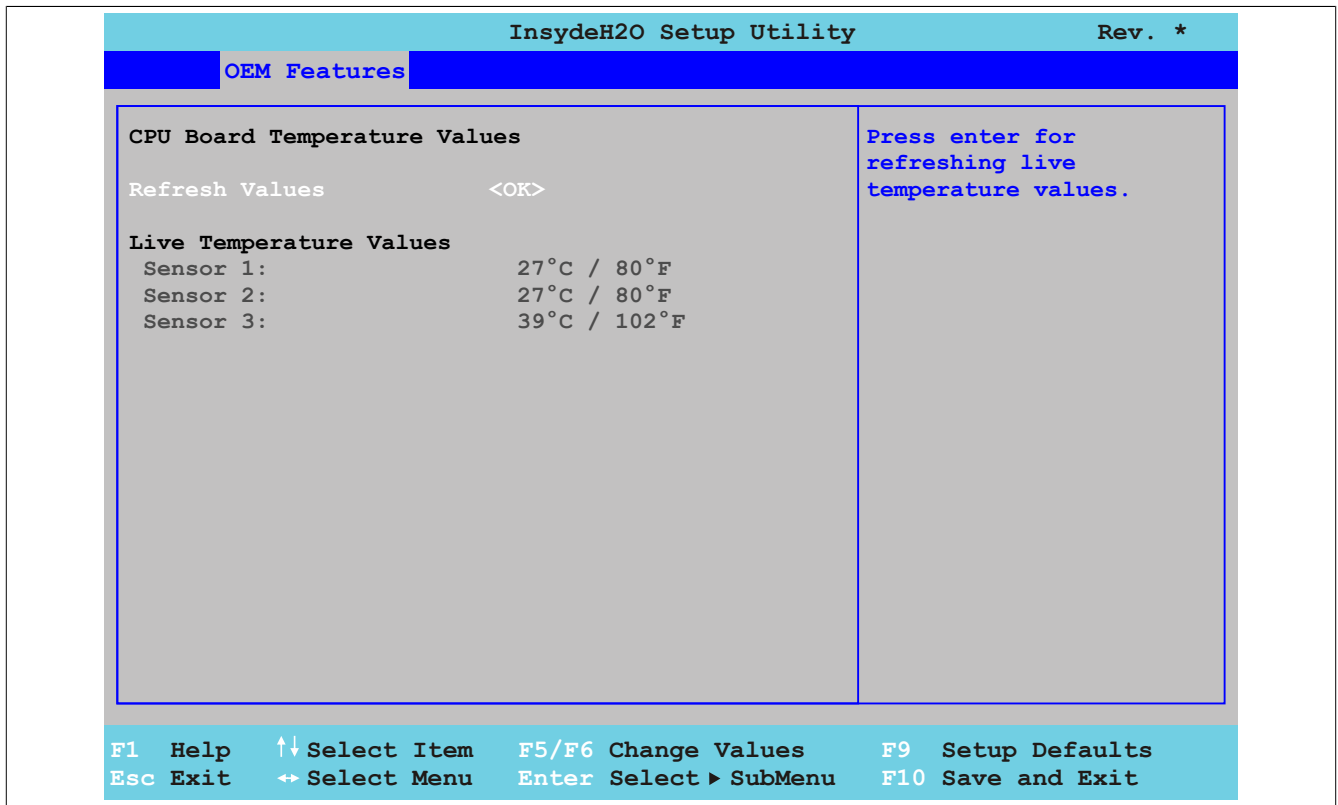 InsydeH2O Setup Utility Rev. *
OEM Features
CPU Board Temperature Values
Refresh Values <OK>
Live Temperature Values
Sensor 1: 27°C / 80°F
Sensor 2: 27°C / 80°F
Sensor 3: 39°C / 102°F
Press enter for
refreshing live
temperature values.
F1 Help ↑↓ Select Item F5/F6 Change Values F9 Setup Defaults
Esc Exit ↔ Select Menu Enter Select ▶ SubMenu F10 Save and Exit